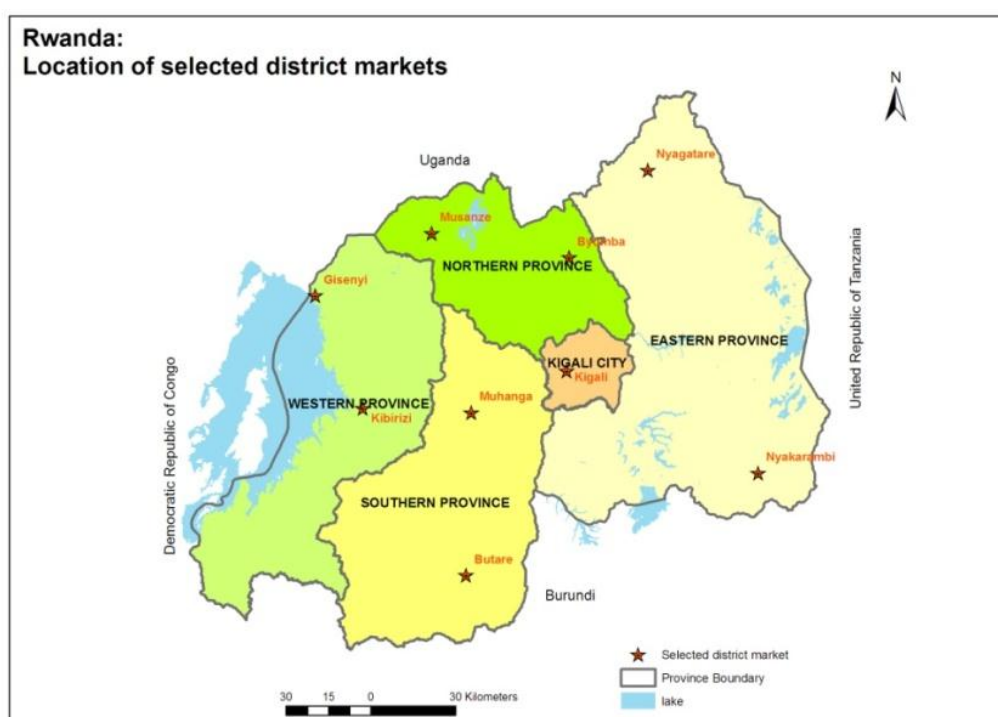 Rwanda:
Location of selected district markets
N
Uganda
Nyagatare
Musanze
Byumba
NORTHERN PROVINCE
Gisenyi
United Republic of Tanzania
EASTERN PROVINCE
KIGALI CITY
Kigali
Democratic Republic of Congo
WESTERN PROVINCE
Kibirizi
Muhanga
Nyakarambi
SOUTHERN PROVINCE
Butare
Burundi
Selected district market
Province Boundary
lake
30 15 0 30 Kilometers